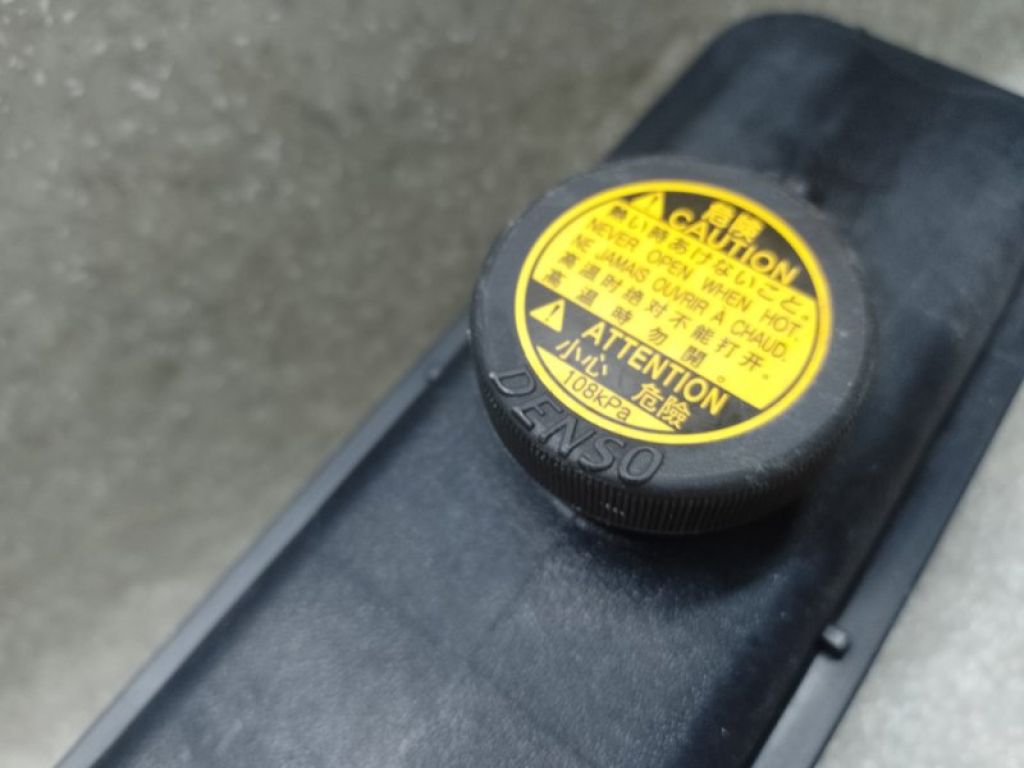 危険
CAUTION
熱い時あけないこと。
NEVER OPEN WHEN HOT.
NE JAMAIS OUVRIR A CHAUD.
高温时绝对不能打开。
高温時勿開。
ATTENTION
小心 危險
108kPa
DENSO